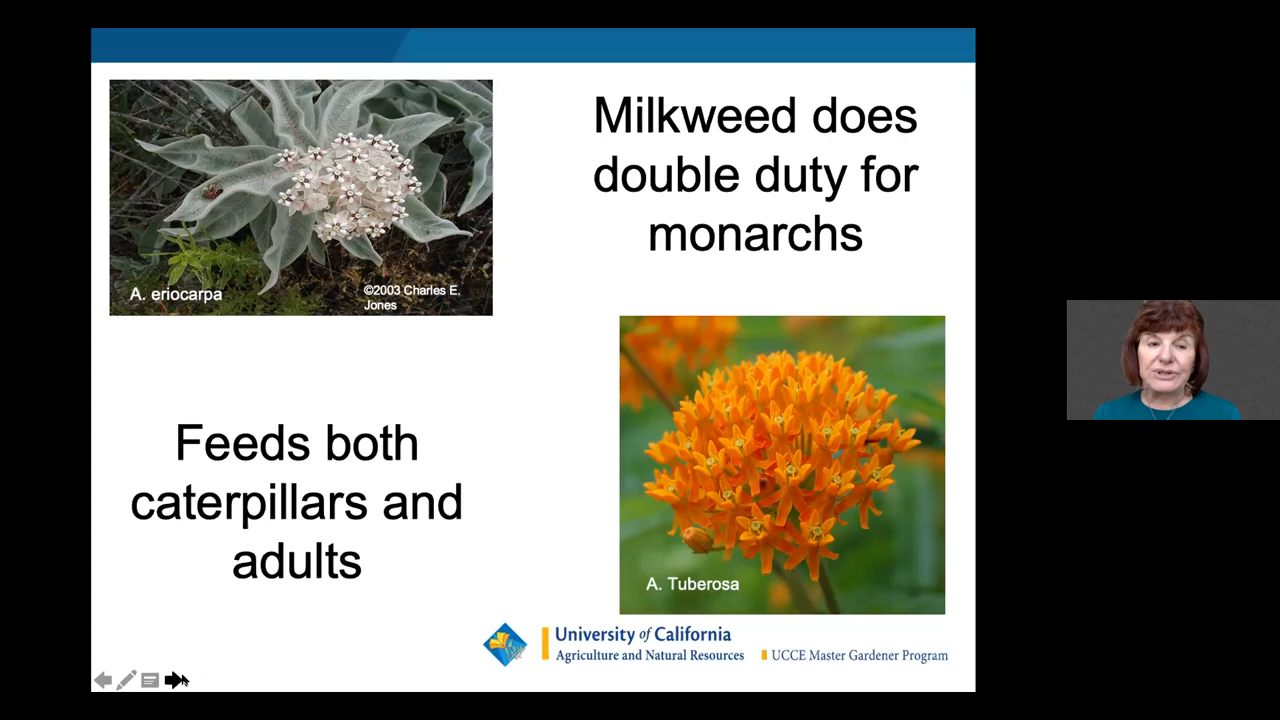 Milkweed does
double duty for
monarchs
A. eriocarpa
©2003 Charles E.
Jones
Feeds both
caterpillars and
adults
A. Tuberosa
University of California
Agriculture and Natural Resources
UCCE Master Gardener Program